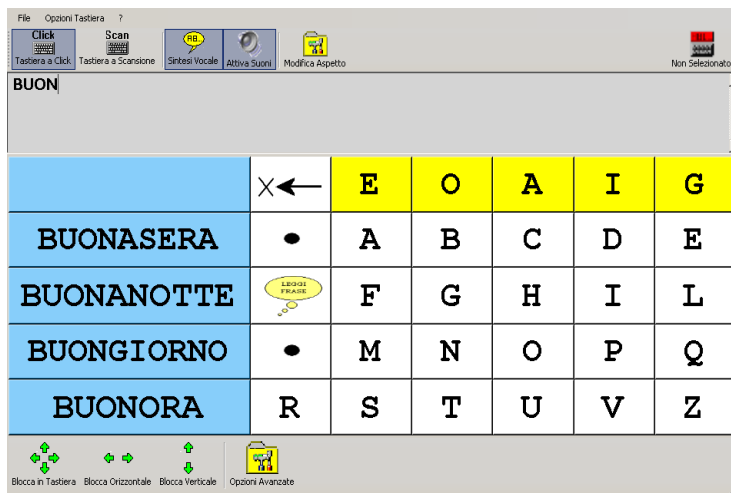 File Opzioni Tastiera ?
Click Scan AB..
Tastiera a Click Tastiera a Scansione Sintesi Vocale Attiva Suoni Modifica Aspetto Non Selezionato
BUON
X E O A I G
BUONASERA A B C D E
BUONANOTTE LEGGI FRASE F G H I L
BUONGIORNO M N O P Q
BUONORA R S T U V Z
Blocca in Tastiera Blocca Orizzontale Blocca Verticale Opzioni Avanzate